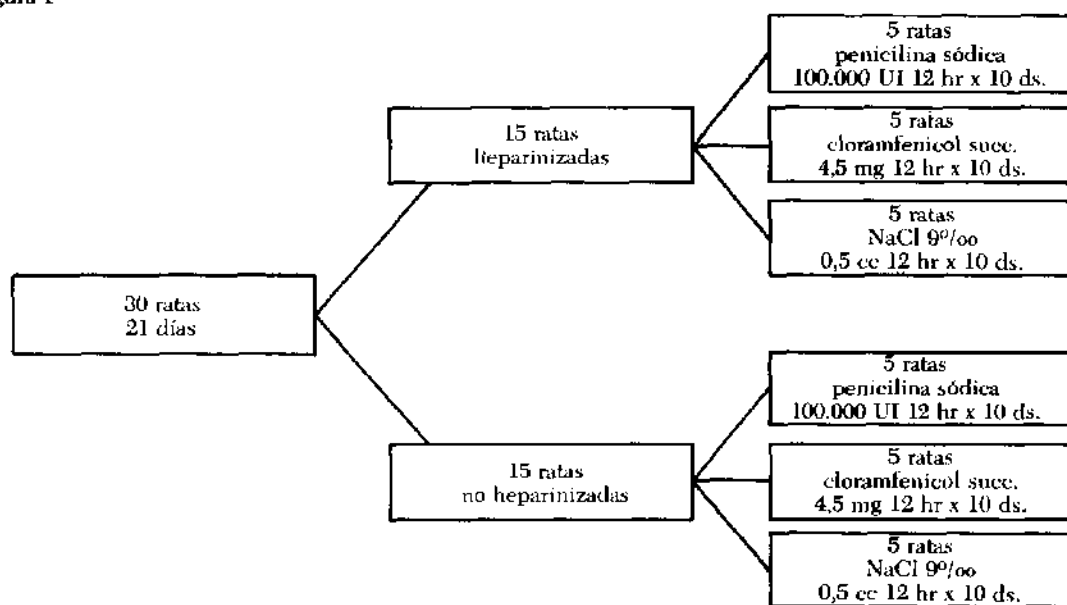 5 ratas
penicilina sódica
100.000 UI 12 hr x 10 ds.
15 ratas
Heparinizadas
5 ratas
cloramfenicol succ.
4,5 mg 12 hr x 10 ds.
5 ratas
NaCl 9º/oo
0,5 cc 12 hr x 10 ds.
30 ratas
21 días
5 ratas
penicilina sódica
100.000 UI 12 hr x 10 ds.
15 ratas
no heparinizadas
5 ratas
cloramfenicol succ.
4,5 mg 12 hr x 10 ds.
5 ratas
NaCl 9º/oo
0,5 cc 12 hr x 10 ds.